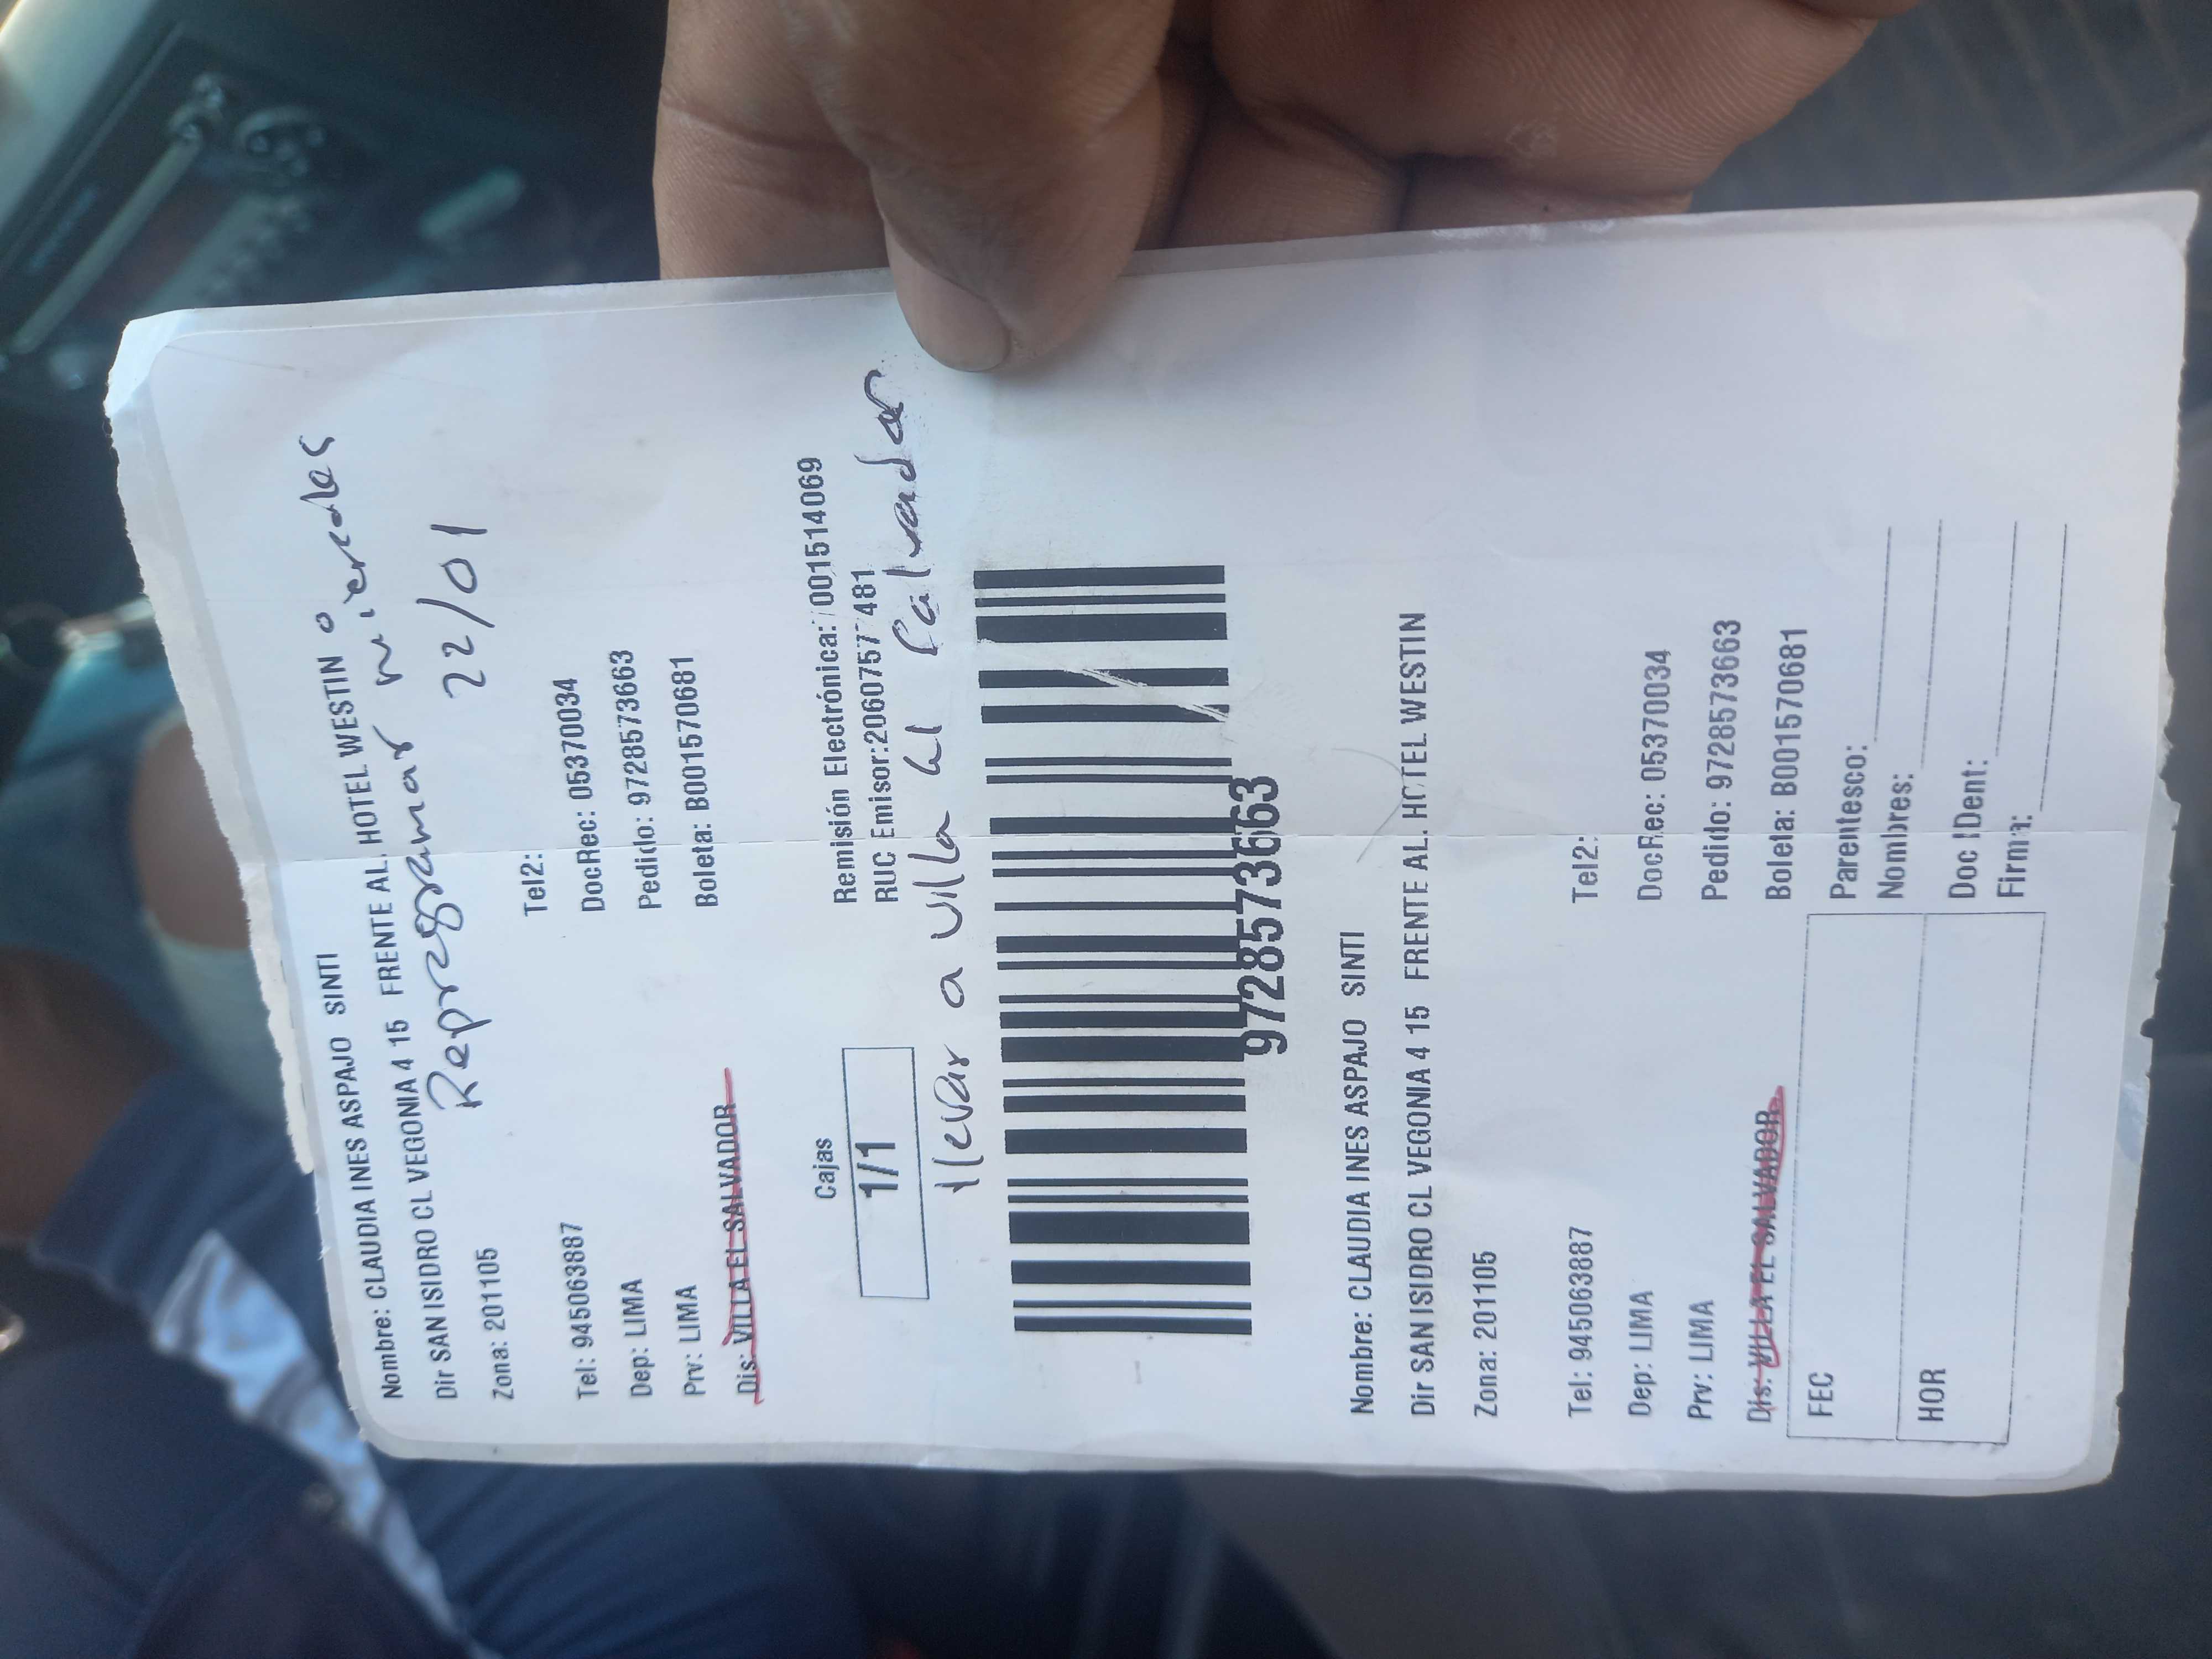 Nombre: CLAUDIA INES ASPAJO SINTI
Dir SAN ISIDRO CL VEGONIA 4 15 FRENTE AL. HOTEL WESTIN o
Reprogramar miercoles
Zona: 201105
22/01
Tel: 945063887 Tel2:
Dep: LIMA DocRec: 05370034
Prv: LIMA Pedido: 9728573663
Dis: VILLA EL SALVADOR Boleta: B001570681
Cajas
1/1
Remisión Electrónica: 001514069
RUC Emisor:20607577481
llevar a villa el salvador
9728573663
Nombre: CLAUDIA INES ASPAJO SINTI
Dir SAN ISIDRO CL VEGONIA 4 15 FRENTE AL. HOTEL WESTIN
Zona: 201105
Tel: 945063887 Tel2:
Dep: LIMA DocRec: 05370034
Prv: LIMA Pedido: 9728573663
Dis: VILLA EL SALVADOR Boleta: B001570681
FEC Parentesco:
Nombres:
HOR Doc IDent:
Firma: